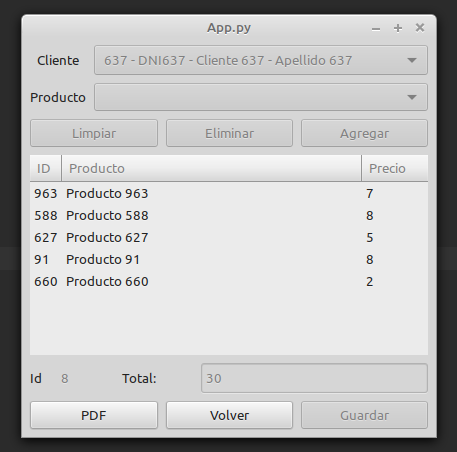 App.py
Cliente 637 - DNI637 - Cliente 637 - Apellido 637
Producto
Limpiar Eliminar Agregar
ID Producto Precio
963 Producto 963 7
588 Producto 588 8
627 Producto 627 5
91 Producto 91 8
660 Producto 660 2
Id 8 Total: 30
PDF Volver Guardar